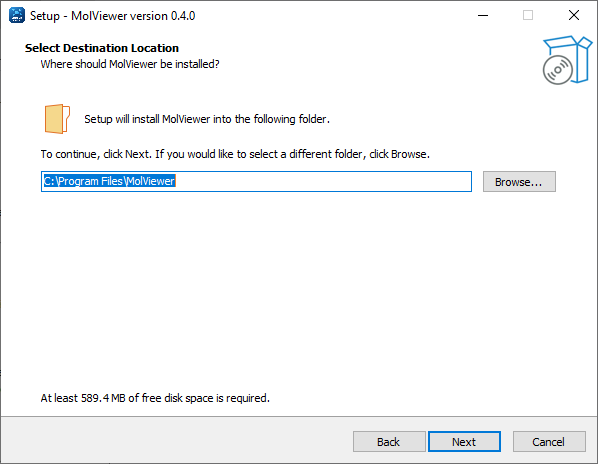 Setup - MolViewer version 0.4.0
Select Destination Location
Where should MolViewer be installed?
Setup will install MolViewer into the following folder.
To continue, click Next. If you would like to select a different folder, click Browse.
C:\Program Files\MolViewer
Browse...
At least 589.4 MB of free disk space is required.
Back
Next
Cancel